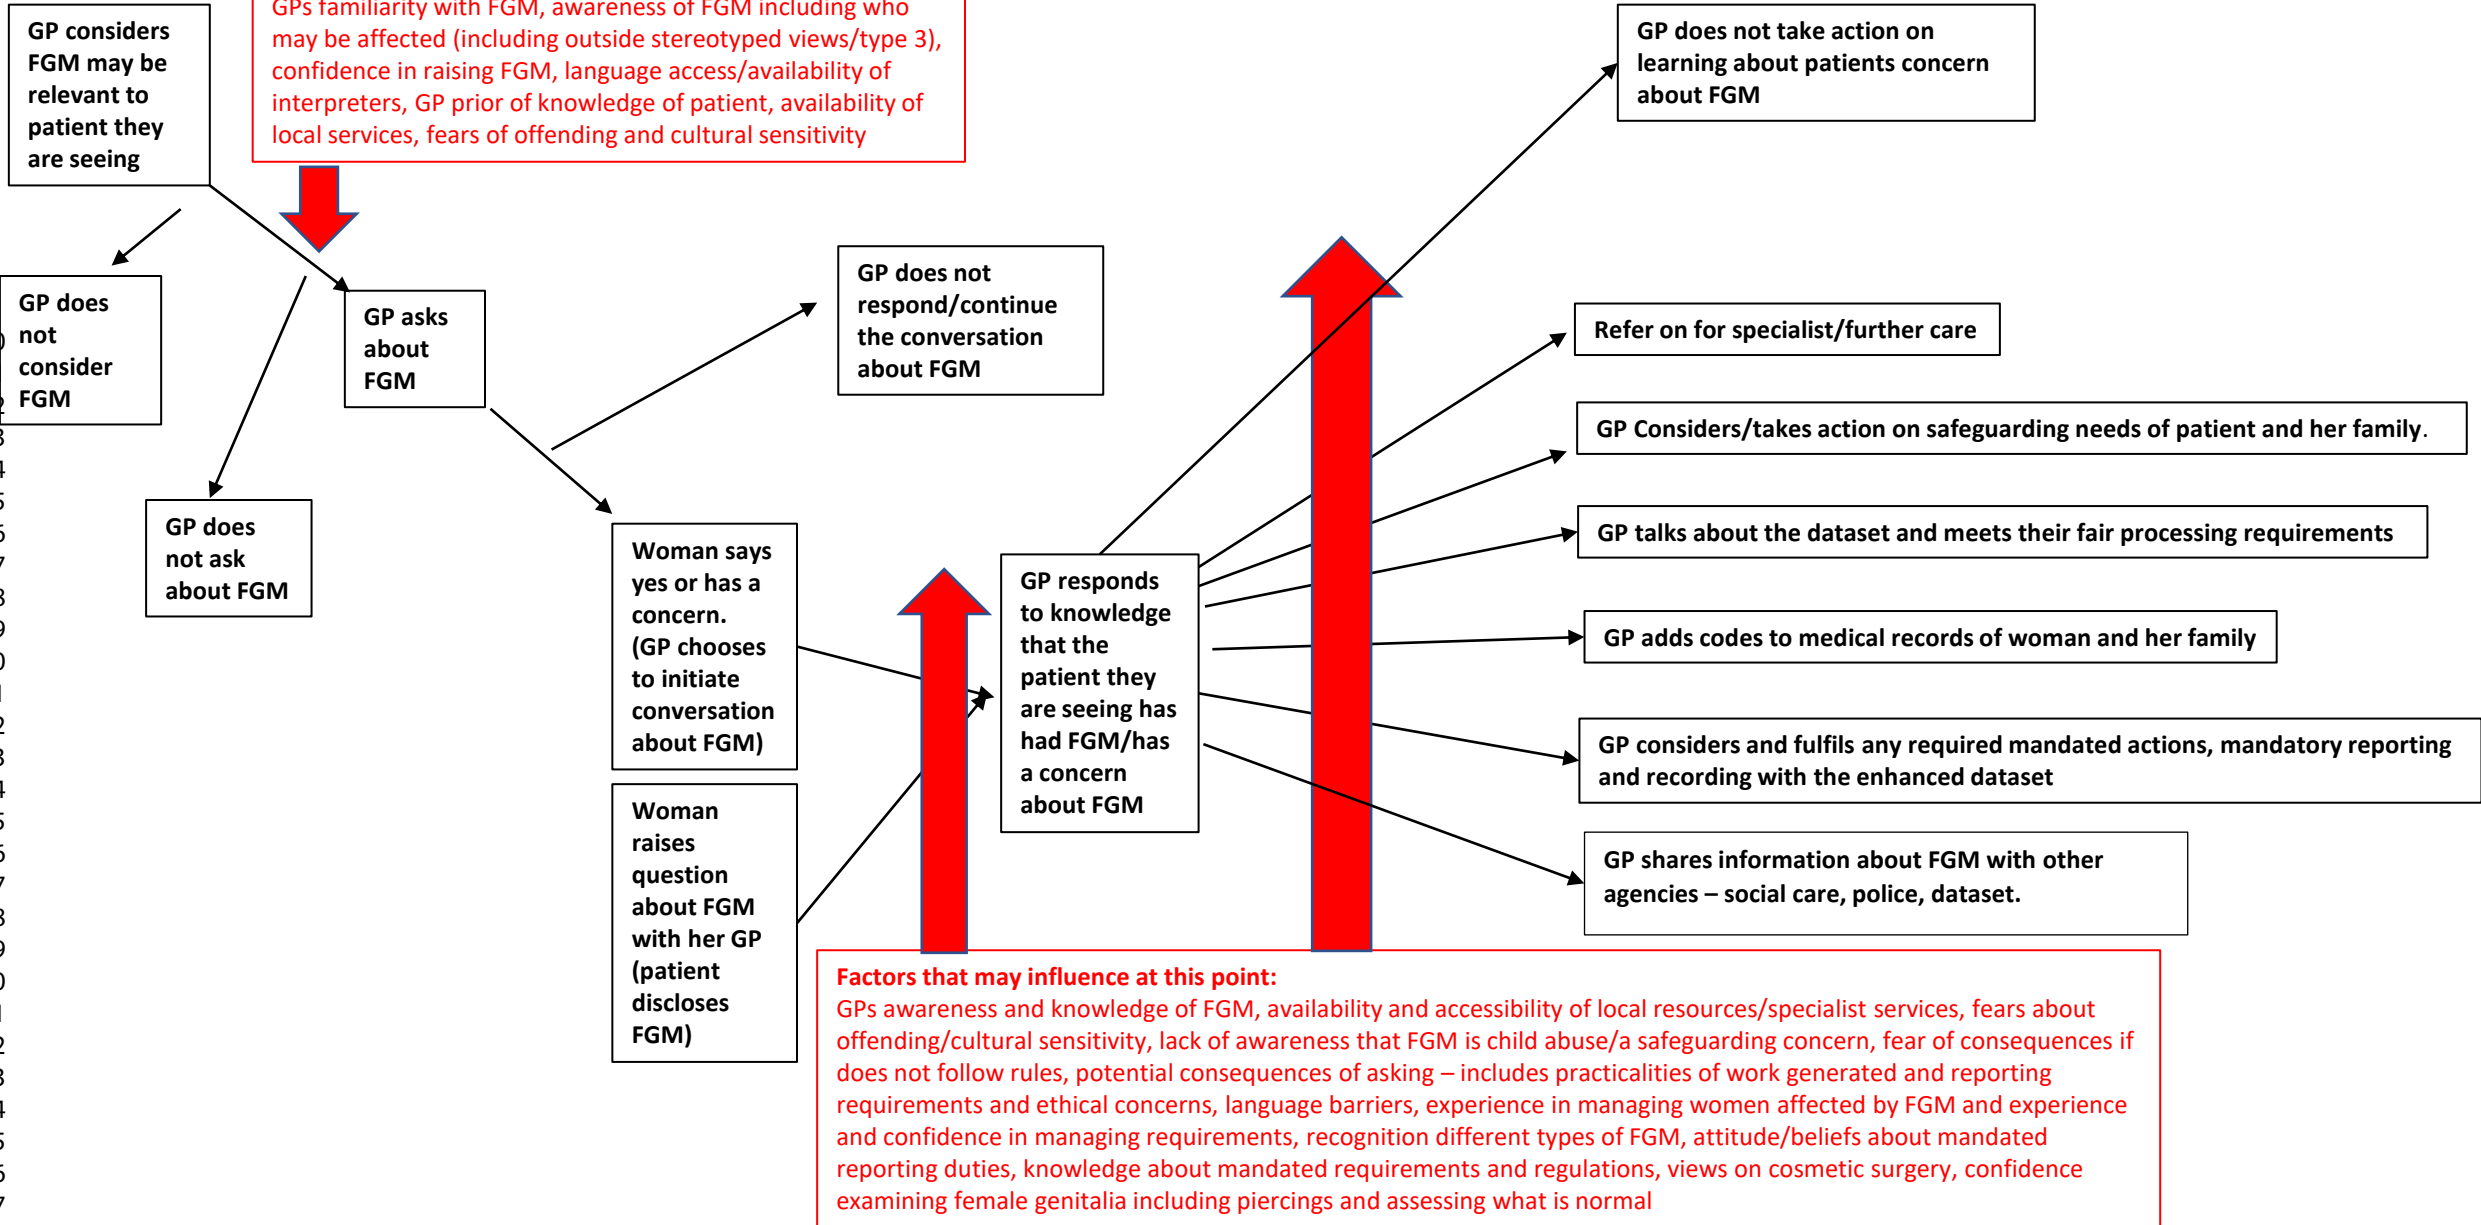 GPs familiarity with FGM, awareness of FGM including who
may be affected (including outside stereotyped views/type 3),
confidence in raising FGM, language access/availability of
interpreters, GP prior of knowledge of patient, availability of
local services, fears of offending and cultural sensitivity
GP considers
FGM may be
relevant to
patient they
are seeing
GP does
not
consider
FGM
GP does
not ask
about FGM
GP asks
about
FGM
GP does not
respond/continue
the conversation
about FGM
Woman says
yes or has a
concern.
(GP chooses
to initiate
conversation
about FGM)
Woman
raises
question
about FGM
with her GP
(patient
discloses
FGM)
GP responds
to knowledge
that the
patient they
are seeing has
had FGM/has
a concern
about FGM
GP does not take action on
learning about patients concern
about FGM
Refer on for specialist/further care
GP Considers/takes action on safeguarding needs of patient and her family.
GP talks about the dataset and meets their fair processing requirements
GP adds codes to medical records of woman and her family
GP considers and fulfils any required mandated actions, mandatory reporting
and recording with the enhanced dataset
GP shares information about FGM with other
agencies – social care, police, dataset.
Factors that may influence at this point:
GPs awareness and knowledge of FGM, availability and accessibility of local resources/specialist services, fears about
offending/cultural sensitivity, lack of awareness that FGM is child abuse/a safeguarding concern, fear of consequences if
does not follow rules, potential consequences of asking – includes practicalities of work generated and reporting
requirements and ethical concerns, language barriers, experience in managing women affected by FGM and experience
and confidence in managing requirements, recognition different types of FGM, attitude/beliefs about mandated
reporting duties, knowledge about mandated requirements and regulations, views on cosmetic surgery, confidence
examining female genitalia including piercings and assessing what is normal